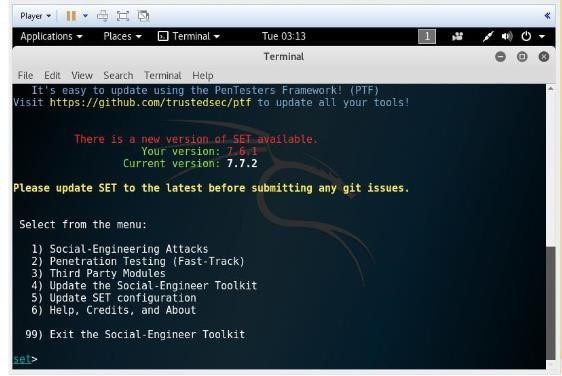 Player
Applications Places Terminal Tue 03:13 1
Terminal
File Edit View Search Terminal Help
It's easy to update using the PenTesters Framework! (PTF)
Visit https://github.com/trustedsec/ptf to update all your tools!
There is a new version of SET available.
Your version: 7.6.1
Current version: 7.7.2
Please update SET to the latest before submitting any git issues.
Select from the menu:
1) Social-Engineering Attacks
2) Penetration Testing (Fast-Track)
3) Third Party Modules
4) Update the Social-Engineer Toolkit
5) Update SET configuration
6) Help, Credits, and About
99) Exit the Social-Engineer Toolkit
set>